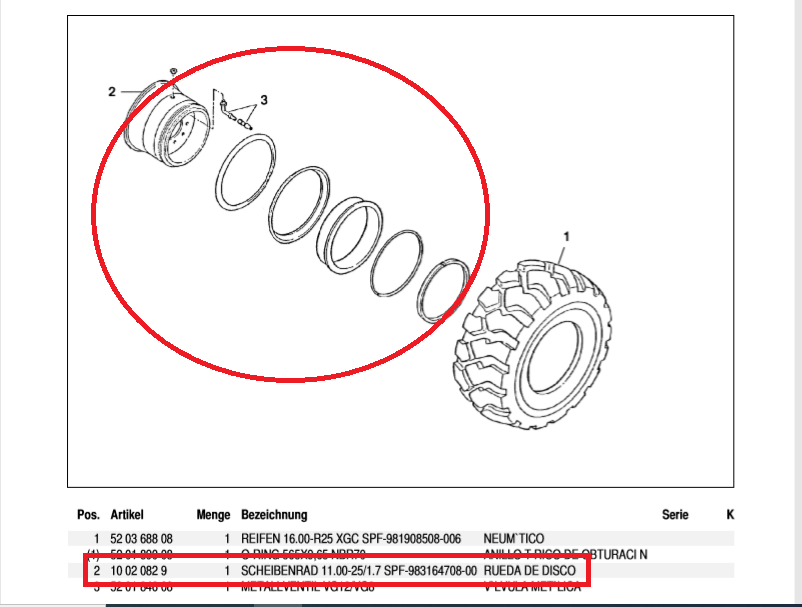 2
3
1
Pos. Artikel Menge Bezeichnung Serie K
1 52 03 688 08 1 REIFEN 16.00-R25 XGC SPF-981908508-006 NEUM´TICO
(1) 1 O-RING 565X9,65 NBR70 ANILLO T RICO DE OBTURACI N
2 10 02 082 9 1 SCHEIBENRAD 11.00-25/1.7 SPF-983164708-00 RUEDA DE DISCO
3 1 METALLVENTIL VG12/VG8 V´LVULA MET´LICA